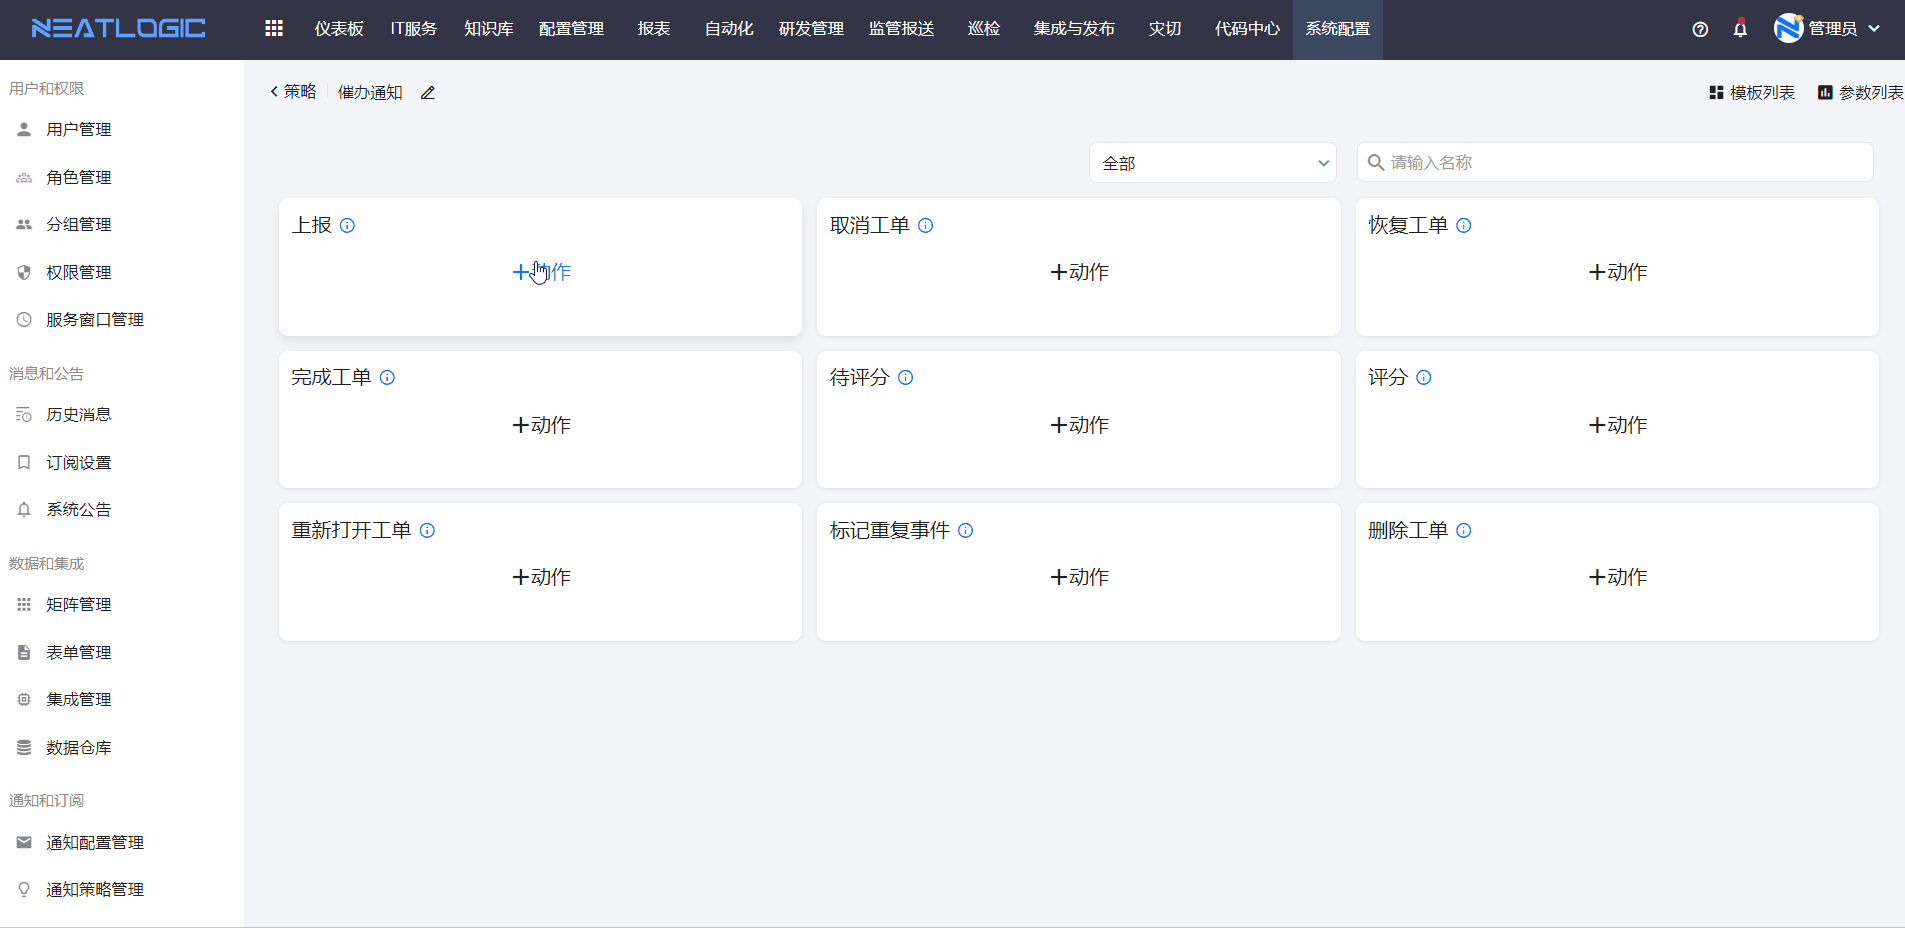 NEATLOGIC 仪表板 IT服务 知识库 配置管理 报表 自动化 研发管理 监管报送 巡检 集成与发布 灾切 代码中心 系统配置 管理员
用户和权限
用户管理
角色管理
分组管理
权限管理
服务窗口管理
消息和公告
历史消息
订阅设置
系统公告
数据和集成
矩阵管理
表单管理
集成管理
数据仓库
通知和订阅
通知配置管理
通知策略管理
策略 催办通知 模板列表 参数列表
全部 请输入名称
上报 取消工单 恢复工单
作 动作 动作
完成工单 待评分 评分
动作 动作 动作
重新打开工单 标记重复事件 删除工单
动作 动作 动作